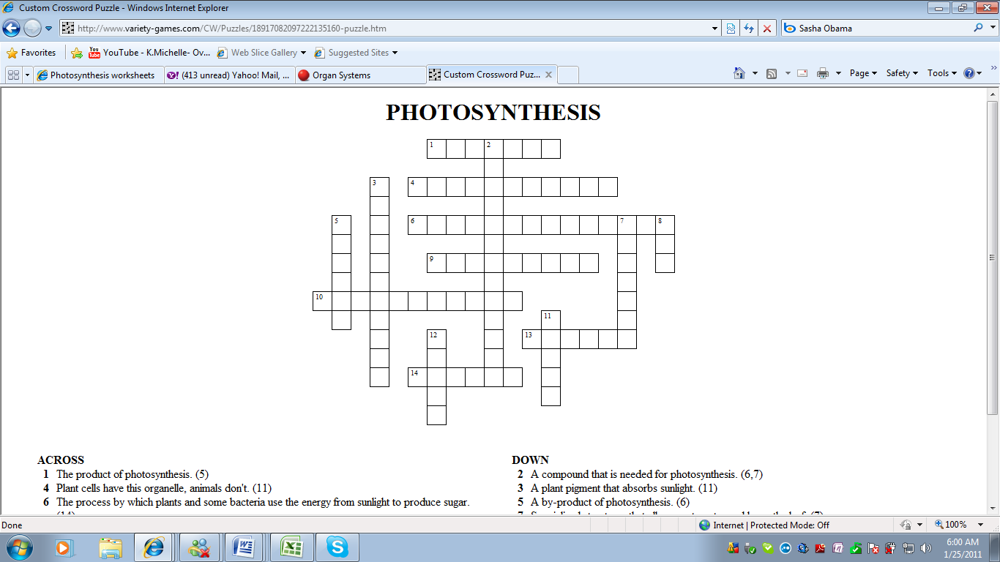 Custom Crossword Puzzle - Windows Internet Explorer
http://www.variety-games.com/CW/Puzzles/18917082097222135160-puzzle.htm
Sasha Obama
Favorites YouTube - K.Michelle- Ov... Web Slice Gallery Suggested Sites
Photosynthesis worksheets (413 unread) Yahoo! Mail, ... Organ Systems Custom Crossword Puz... Page Safety Tools
PHOTOSYNTHESIS
1 2
3 4
5 6 7 8
9
10
11
12 13
14
ACROSS
1 The product of photosynthesis. (5)
4 Plant cells have this organelle, animals don't. (11)
6 The process by which plants and some bacteria use the energy from sunlight to produce sugar.
DOWN
2 A compound that is needed for photosynthesis. (6,7)
3 A plant pigment that absorbs sunlight. (11)
5 A by-product of photosynthesis. (6)
Done Internet | Protected Mode: Off 100%
6:00 AM
1/25/2011